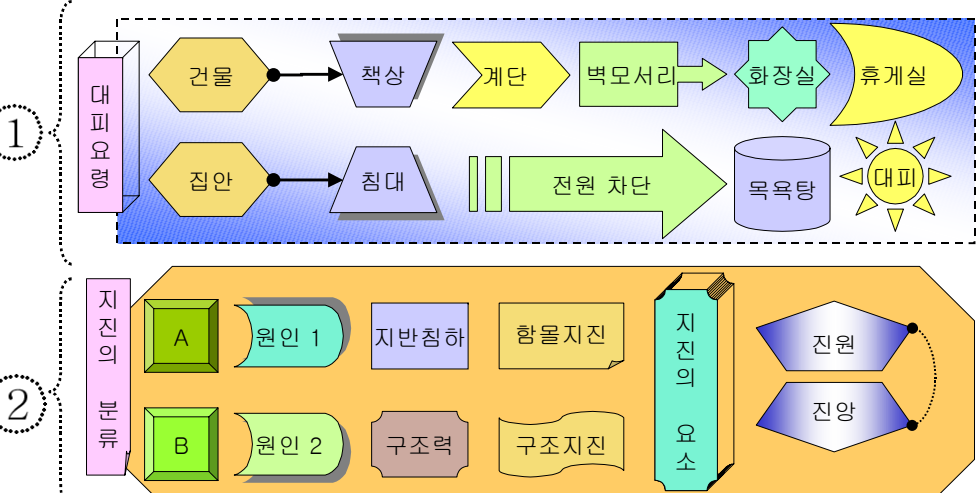 1
대피요령
건물 책상 계단 벽모서리 화장실 휴게실
집안 침대 전원 차단 목욕탕 대피
2
지진의 분류
A 원인 1 지반침하 함몰지진
B 원인 2 구조력 구조지진
지진의 요소
진원
진앙